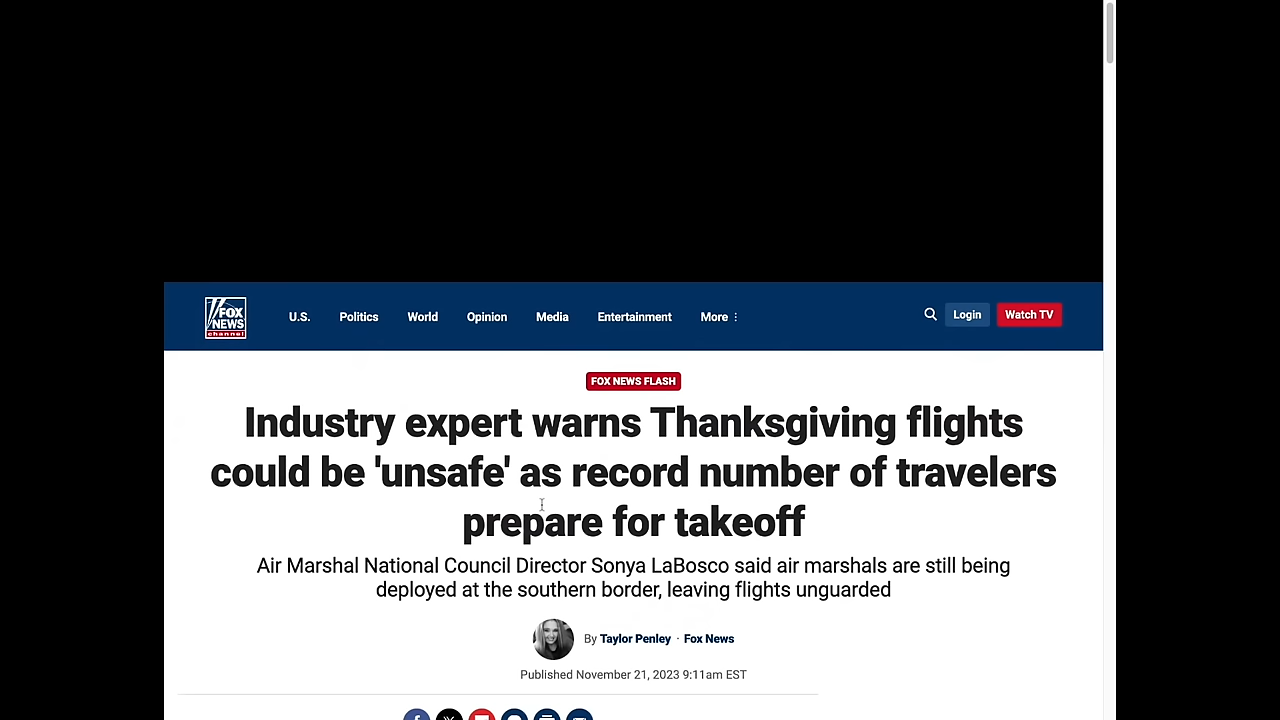 FOX
NEWS
channel
U.S. Politics World Opinion Media Entertainment More Login Watch TV
FOX NEWS FLASH
Industry expert warns Thanksgiving flights
could be 'unsafe' as record number of travelers
prepare for takeoff
Air Marshal National Council Director Sonya LaBosco said air marshals are still being
deployed at the southern border, leaving flights unguarded
By Taylor Penley · Fox News
Published November 21, 2023 9:11am EST